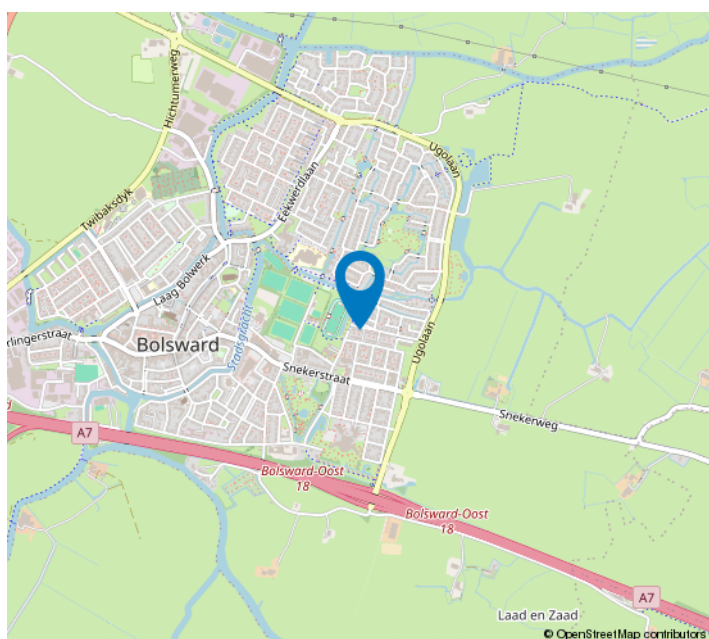 Hichtumerweg
Ugolaan
Eekwerdlaan
Twibaksdyk
Laag Bolwerk
Stadsgracht
rlingerstraat
Bolsward
Ugolaan
Snekerstraat
Snekerweg
A7
Bolsward-Oost
18
Bolsward-Oost
18
A7
Laad en Zaad
© OpenStreetMap contributors